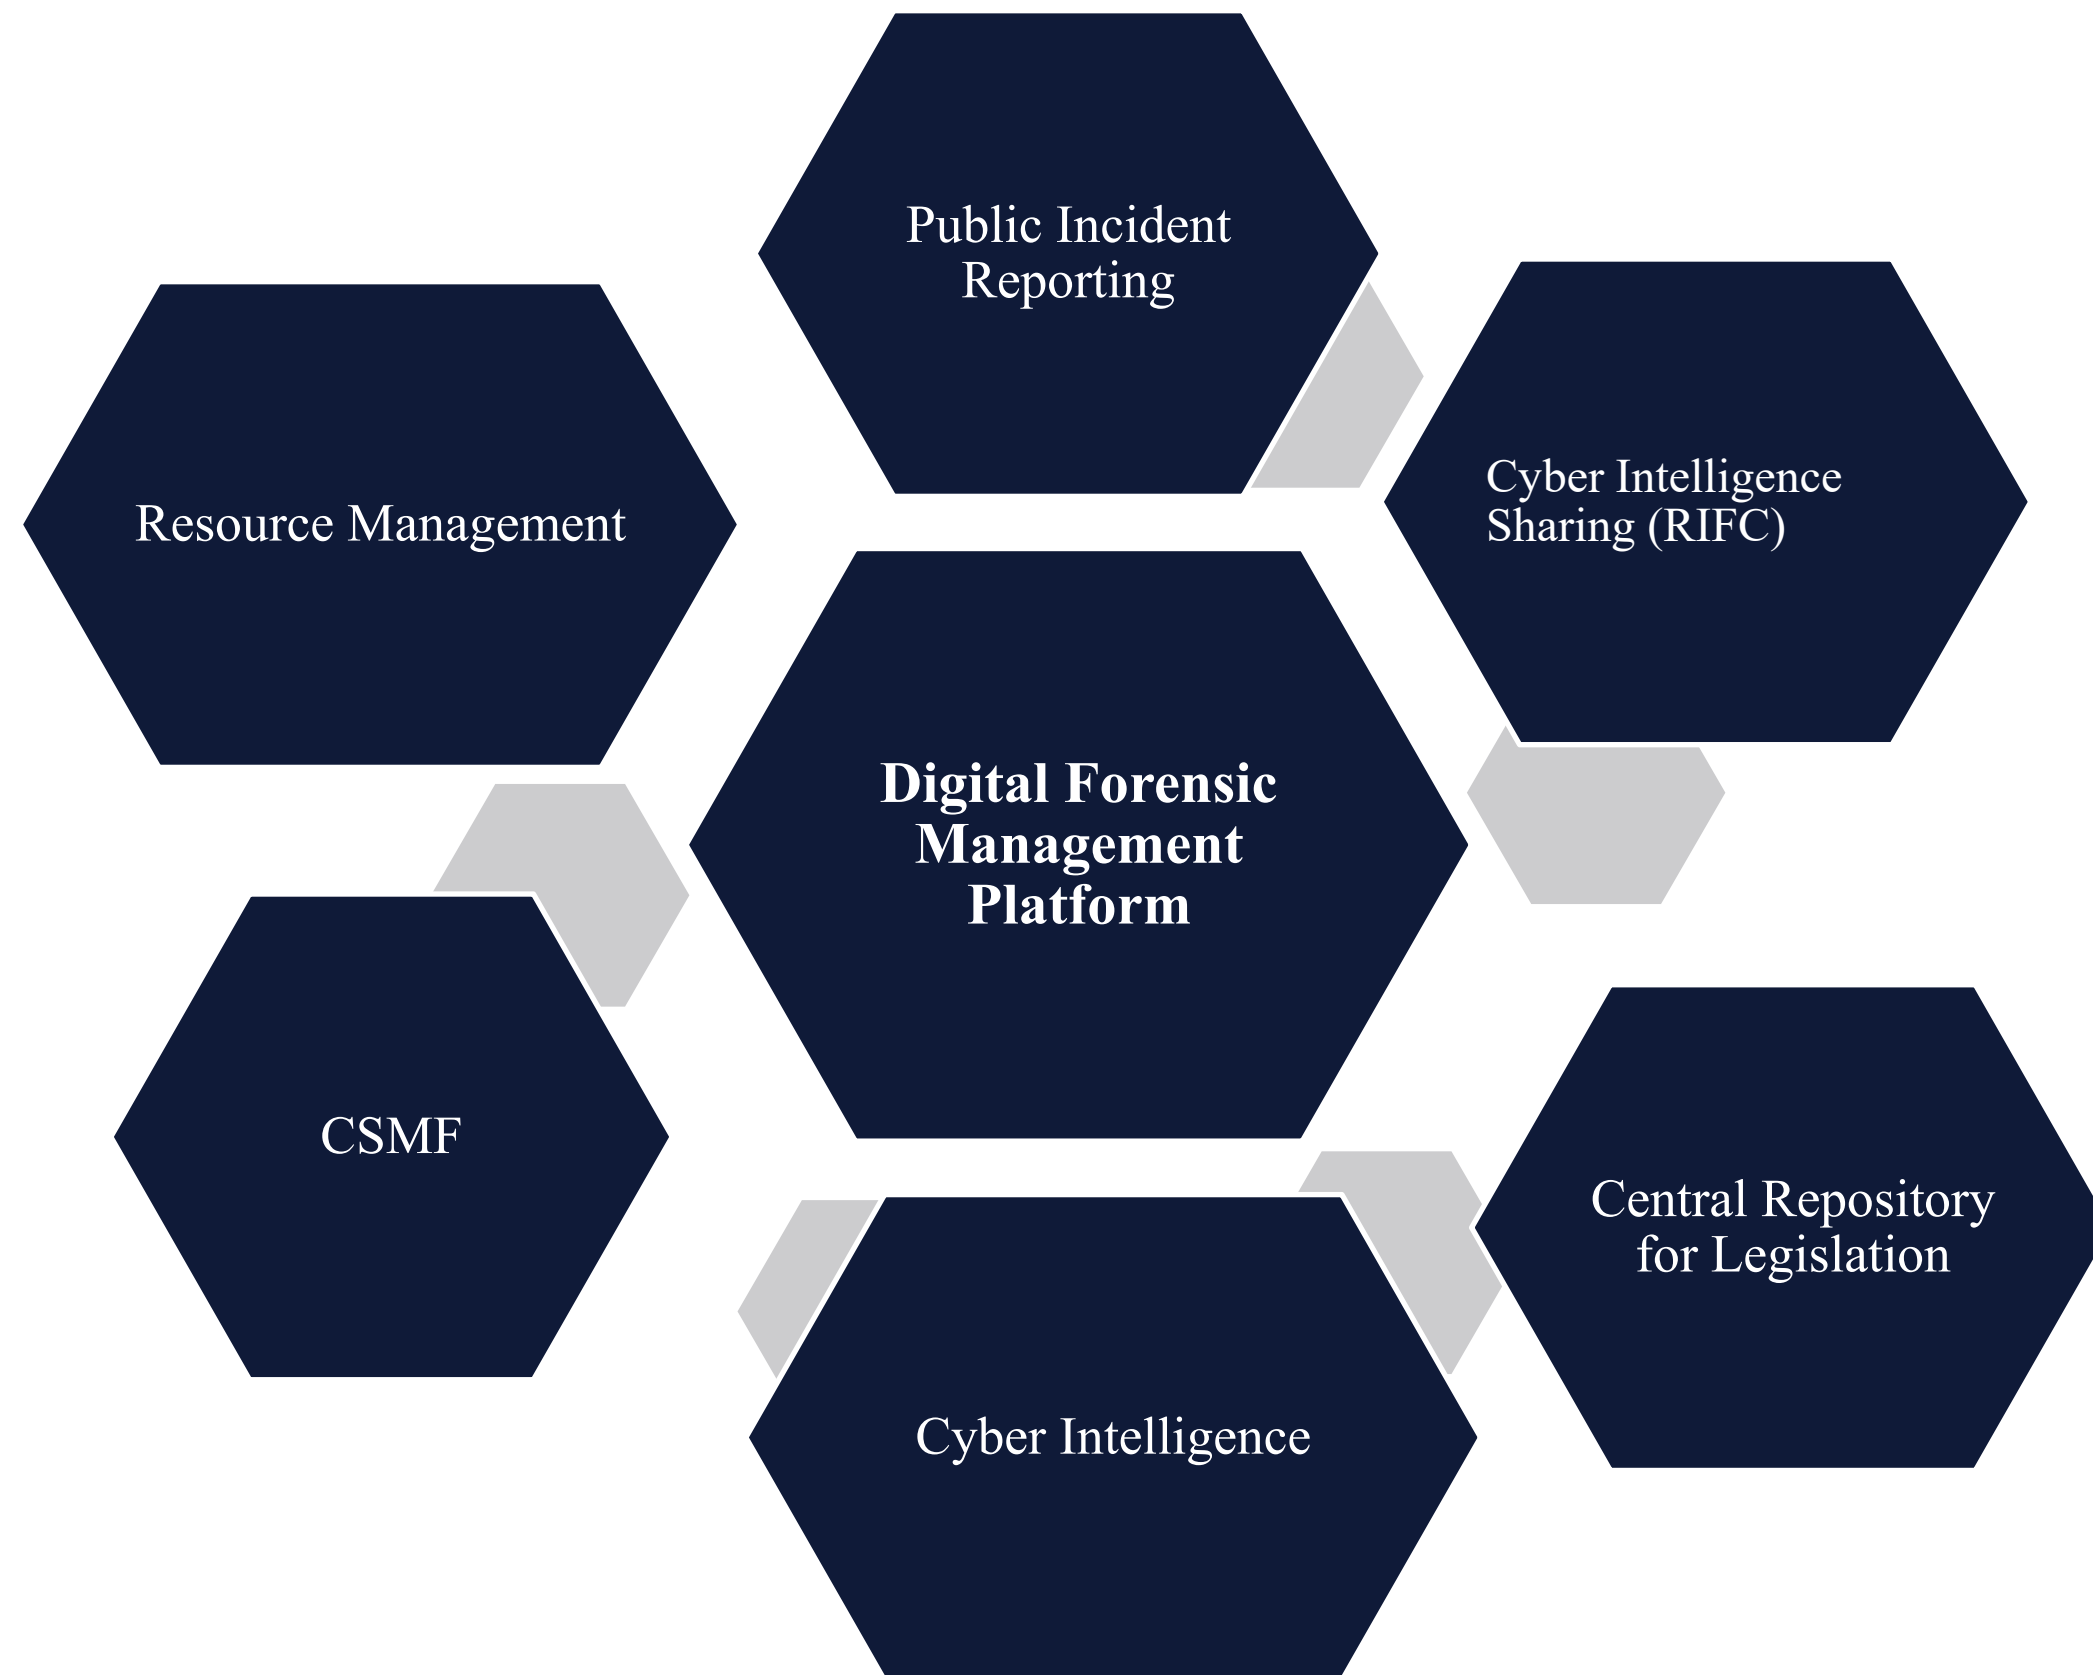 Public Incident
Reporting
Cyber Intelligence
Sharing (RIFC)
Resource Management
Digital Forensic
Management
Platform
CSMF
Central Repository
for Legislation
Cyber Intelligence